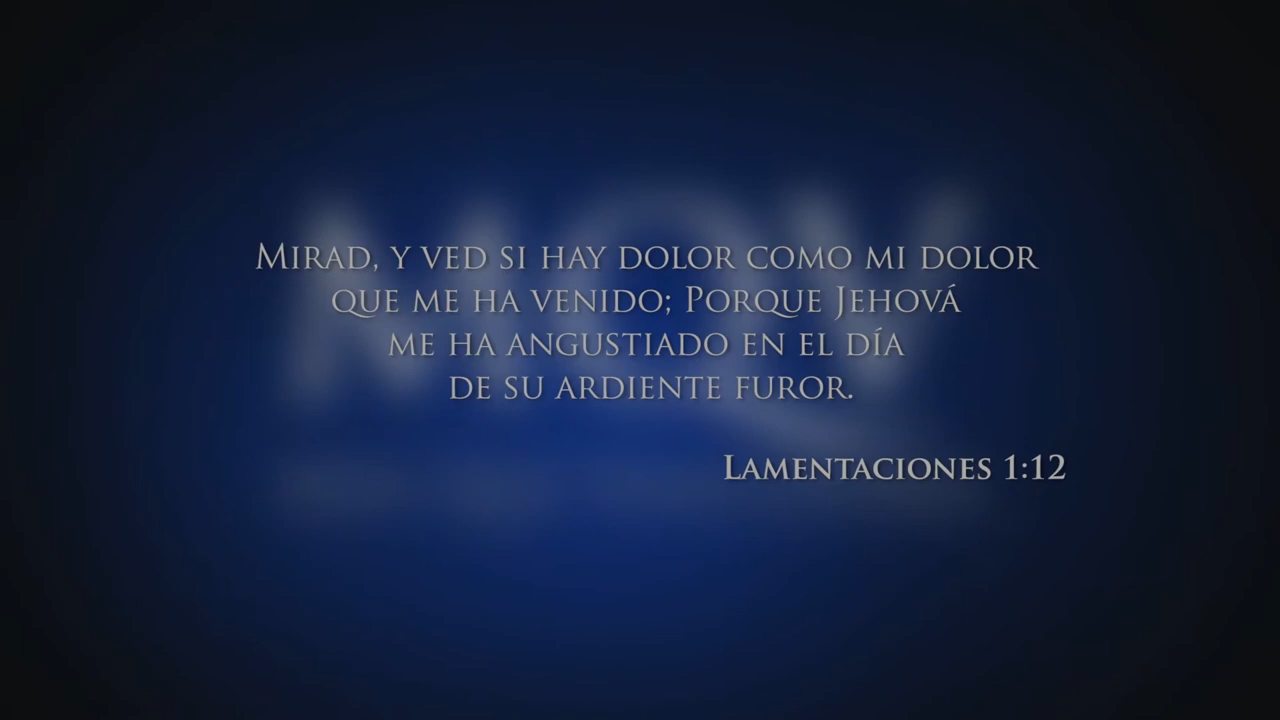 Mirad, y ved si hay dolor como mi dolor
que me ha venido; Porque Jehová
me ha angustiado en el día
de su ardiente furor.
Lamentaciones 1:12